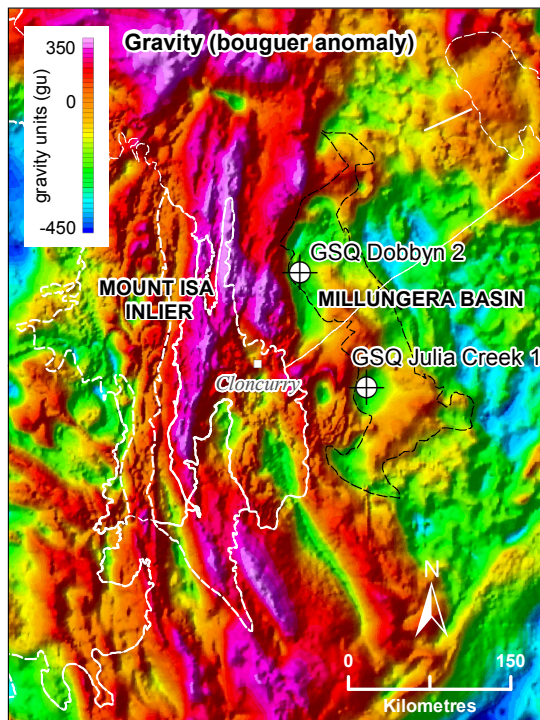 Gravity (bouguer anomaly)
350
0
-450
gravity units (gu)
GSQ Dobbyn 2
MOUNT ISA
INLIER
MILLUNGERA BASIN
GSQ Julia Creek 1
Cloncurry
N
0
150
Kilometres